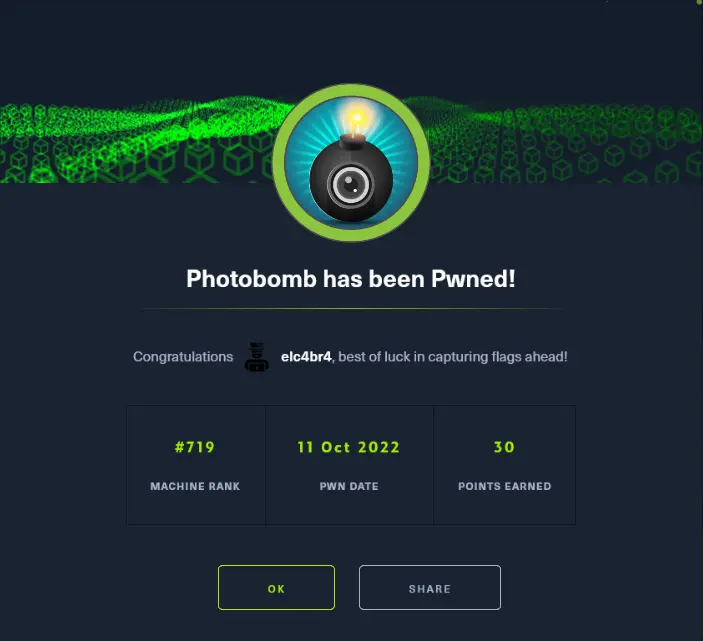 Photobomb has been Pwned!
Congratulations elc4br4, best of luck in capturing flags ahead!
#719 11 Oct 2022 30
MACHINE RANK PWN DATE POINTS EARNED
OK SHARE